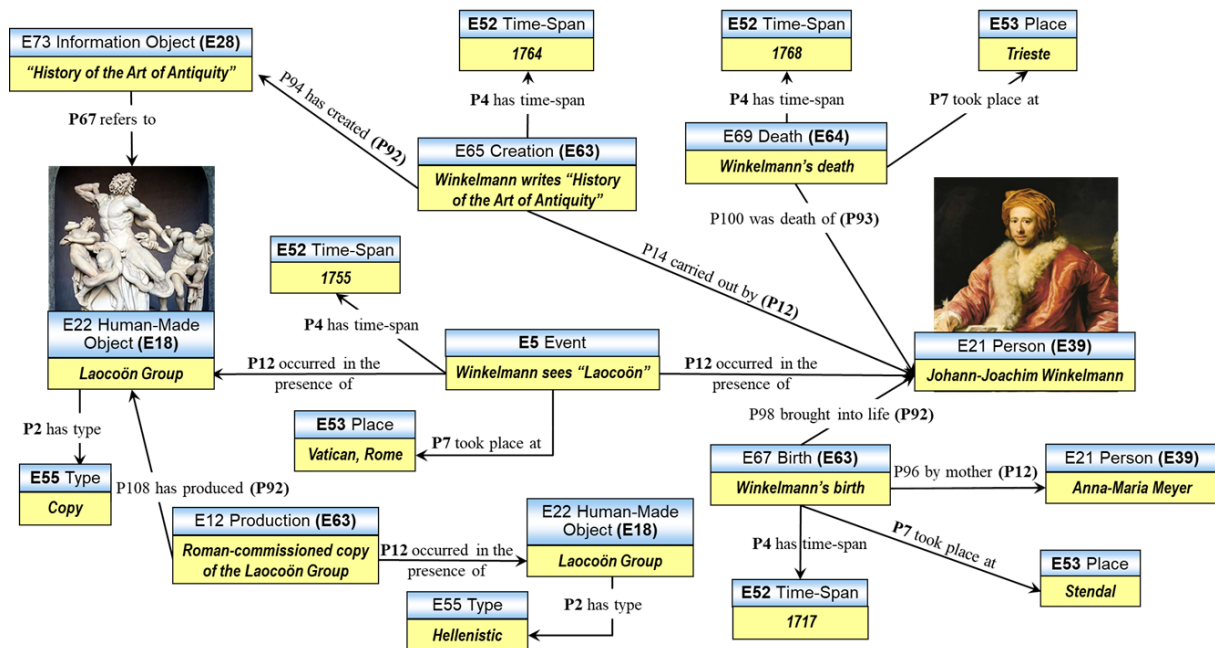 E73 Information Object (E28)
“History of the Art of Antiquity”
E52 Time-Span
1764
E52 Time-Span
1768
E53 Place
Trieste
P94 has created (P92)
P4 has time-span
P4 has time-span
P7 took place at
P67 refers to
E65 Creation (E63)
Winkelmann writes “History
of the Art of Antiquity”
E69 Death (E64)
Winkelmann’s death
P100 was death of (P93)
P14 carried out by (P12)
E52 Time-Span
1755
P4 has time-span
E22 Human-Made
Object (E18)
Laocoön Group
P12 occurred in the
presence of
E5 Event
Winkelmann sees “Laocoön”
P12 occurred in the
presence of
E21 Person (E39)
Johann-Joachim Winkelmann
P2 has type
E53 Place
Vatican, Rome
P7 took place at
P98 brought into life (P92)
E55 Type
Copy
P108 has produced (P92)
E67 Birth (E63)
Winkelmann’s birth
P96 by mother (P12)
E21 Person (E39)
Anna-Maria Meyer
E12 Production (E63)
Roman-commissioned copy
of the Laocoön Group
P12 occurred in the
presence of
E22 Human-Made
Object (E18)
Laocoön Group
P4 has time-span
P7 took place at
E53 Place
Stendal
P2 has type
E55 Type
Hellenistic
E52 Time-Span
1717